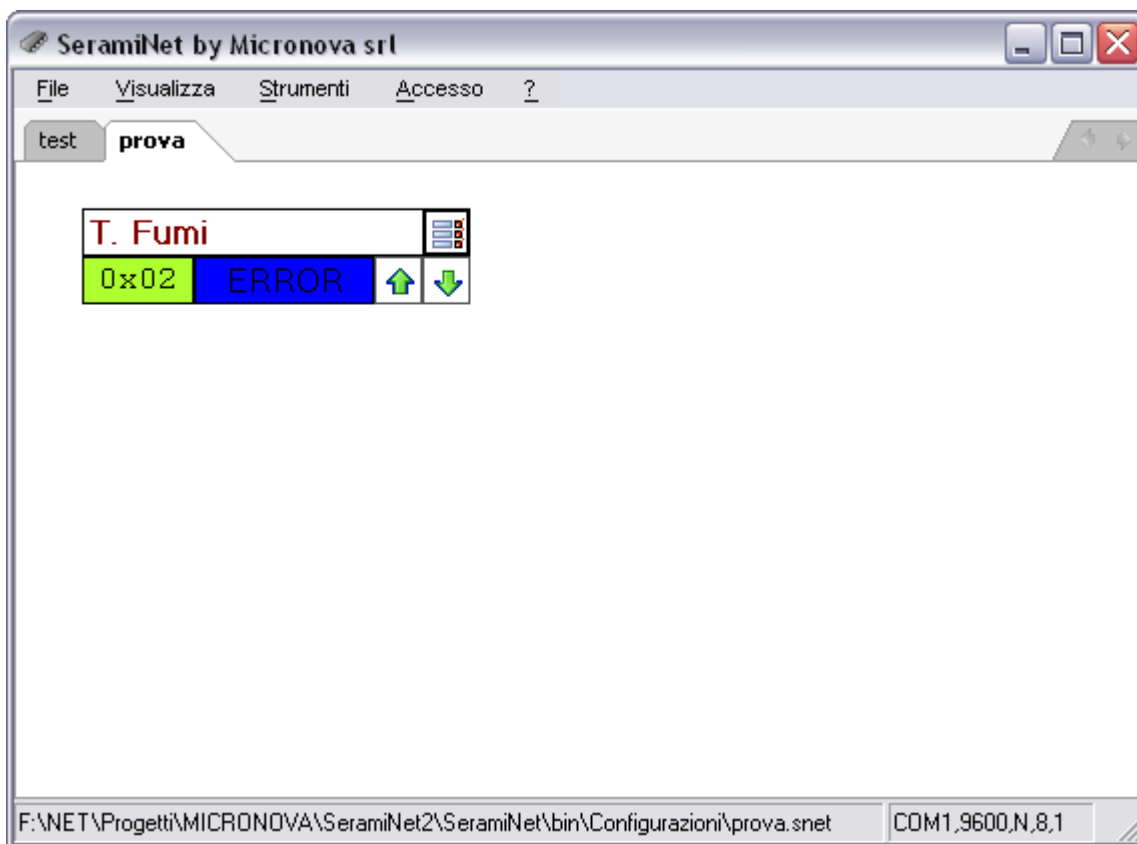 SeramiNet by Micronova srl
File Visualizza Strumenti Accesso ?
test prova
T. Fumi
0x02 ERROR
F:\NET\Progetti\MICRONOVA\SeramiNet2\SeramiNet\bin\Configurazioni\prova.snet COM1,9600,N,8,1